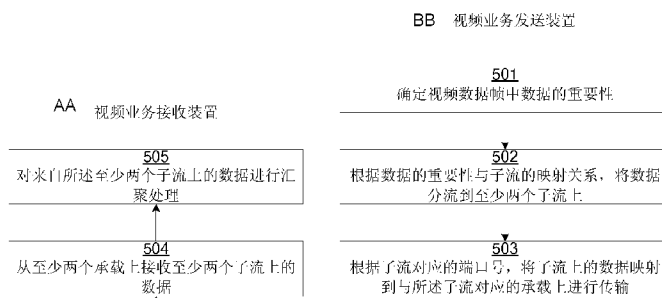 BB 视频业务发送装置
501
确定视频数据帧中数据的重要性
AA 视频业务接收装置
505
对来自所述至少两个子流上的数据进行汇
聚处理
502
根据数据的重要性与子流的映射关系，将数据
分流到至少两个子流上
504
从至少两个承载上接收至少两个子流上的
数据
503
根据子流对应的端口号，将子流上的数据映射
到与所述子流对应的承载上进行传输